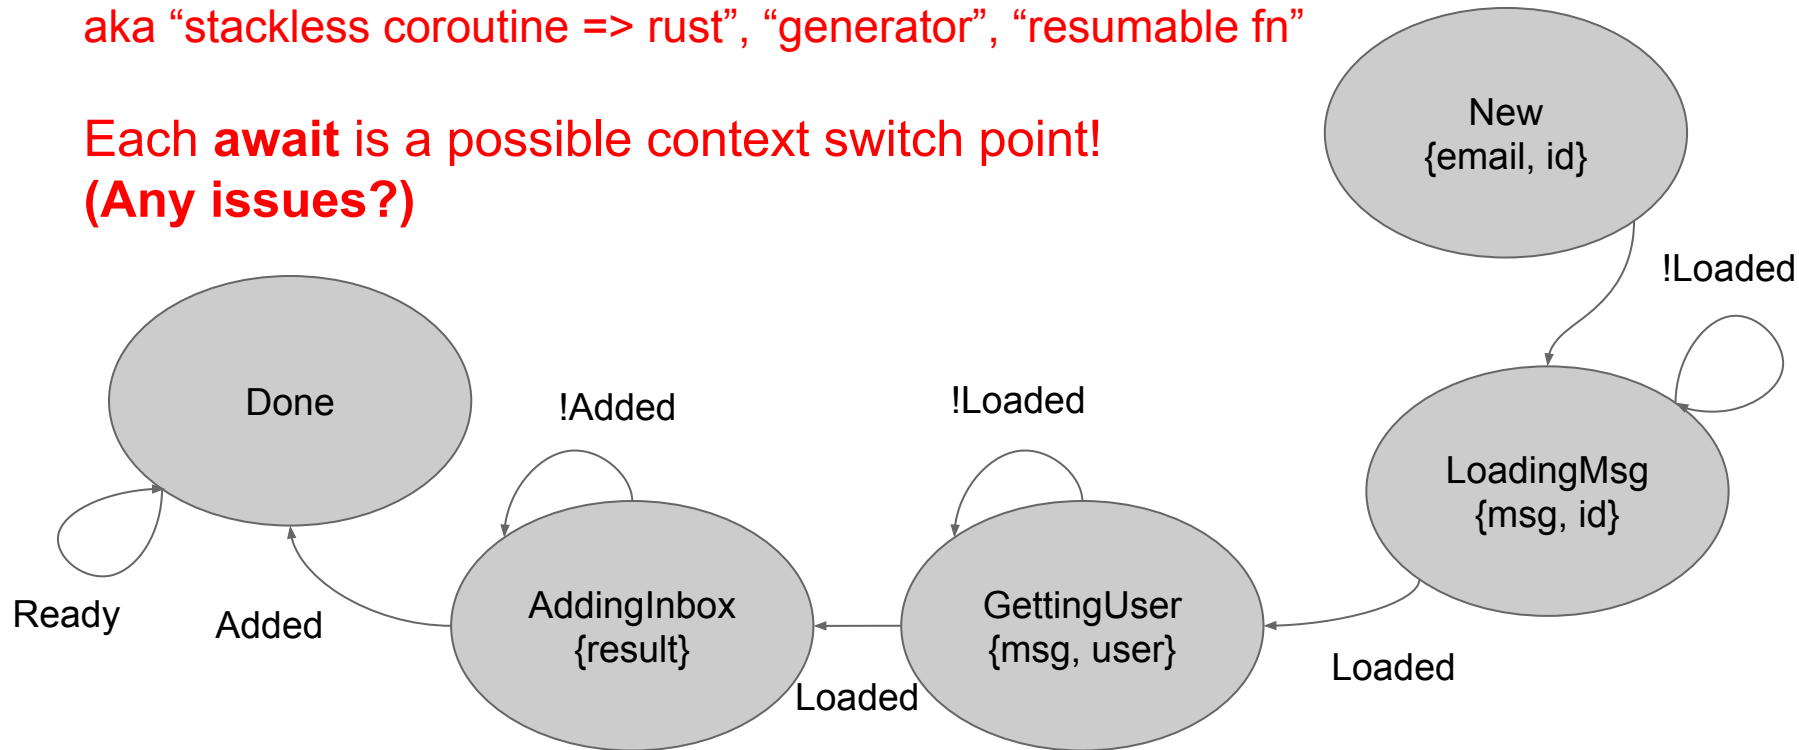 aka “stackless coroutine => rust”, “generator”, “resumable fn”
Each await is a possible context switch point!
(Any issues?)
New
{email, id}
!Loaded
LoadingMsg
{msg, id}
Loaded
!Loaded
GettingUser
{msg, user}
Loaded
!Added
AddingInbox
{result}
Added
Done
Ready